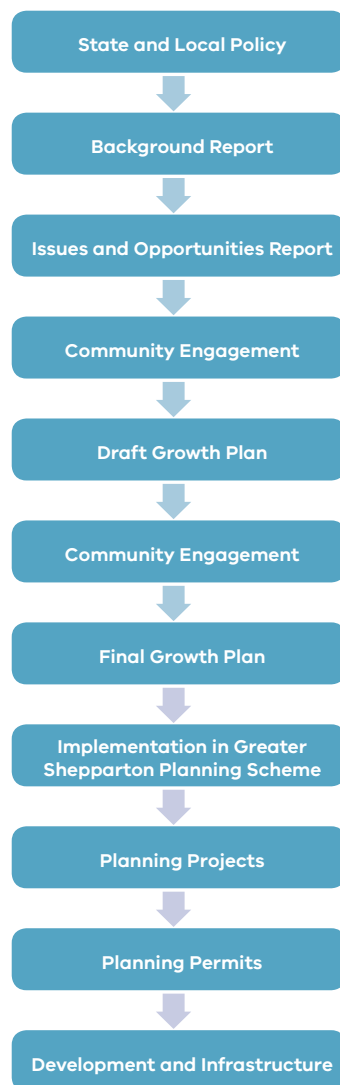 State and Local Policy
Background Report
Issues and Opportunities Report
Community Engagement
Draft Growth Plan
Community Engagement
Final Growth Plan
Implementation in Greater
Shepparton Planning Scheme
Planning Projects
Planning Permits
Development and Infrastructure